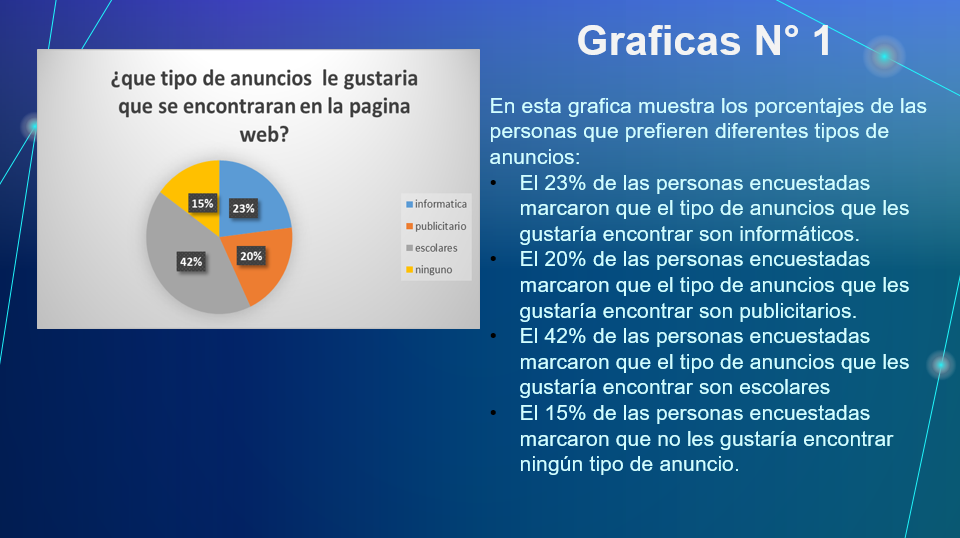 Graficas N° 1
¿que tipo de anuncios le gustaria
que se encontraran en la pagina
web?
15%
23%
42%
20%
informatica
publicitario
escolares
ninguno
En esta grafica muestra los porcentajes de las
personas que prefieren diferentes tipos de
anuncios:
• El 23% de las personas encuestadas
marcaron que el tipo de anuncios que les
gustaría encontrar son informáticos.
• El 20% de las personas encuestadas
marcaron que el tipo de anuncios que les
gustaría encontrar son publicitarios.
• El 42% de las personas encuestadas
marcaron que el tipo de anuncios que les
gustaría encontrar son escolares
• El 15% de las personas encuestadas
marcaron que no les gustaría encontrar
ningún tipo de anuncio.